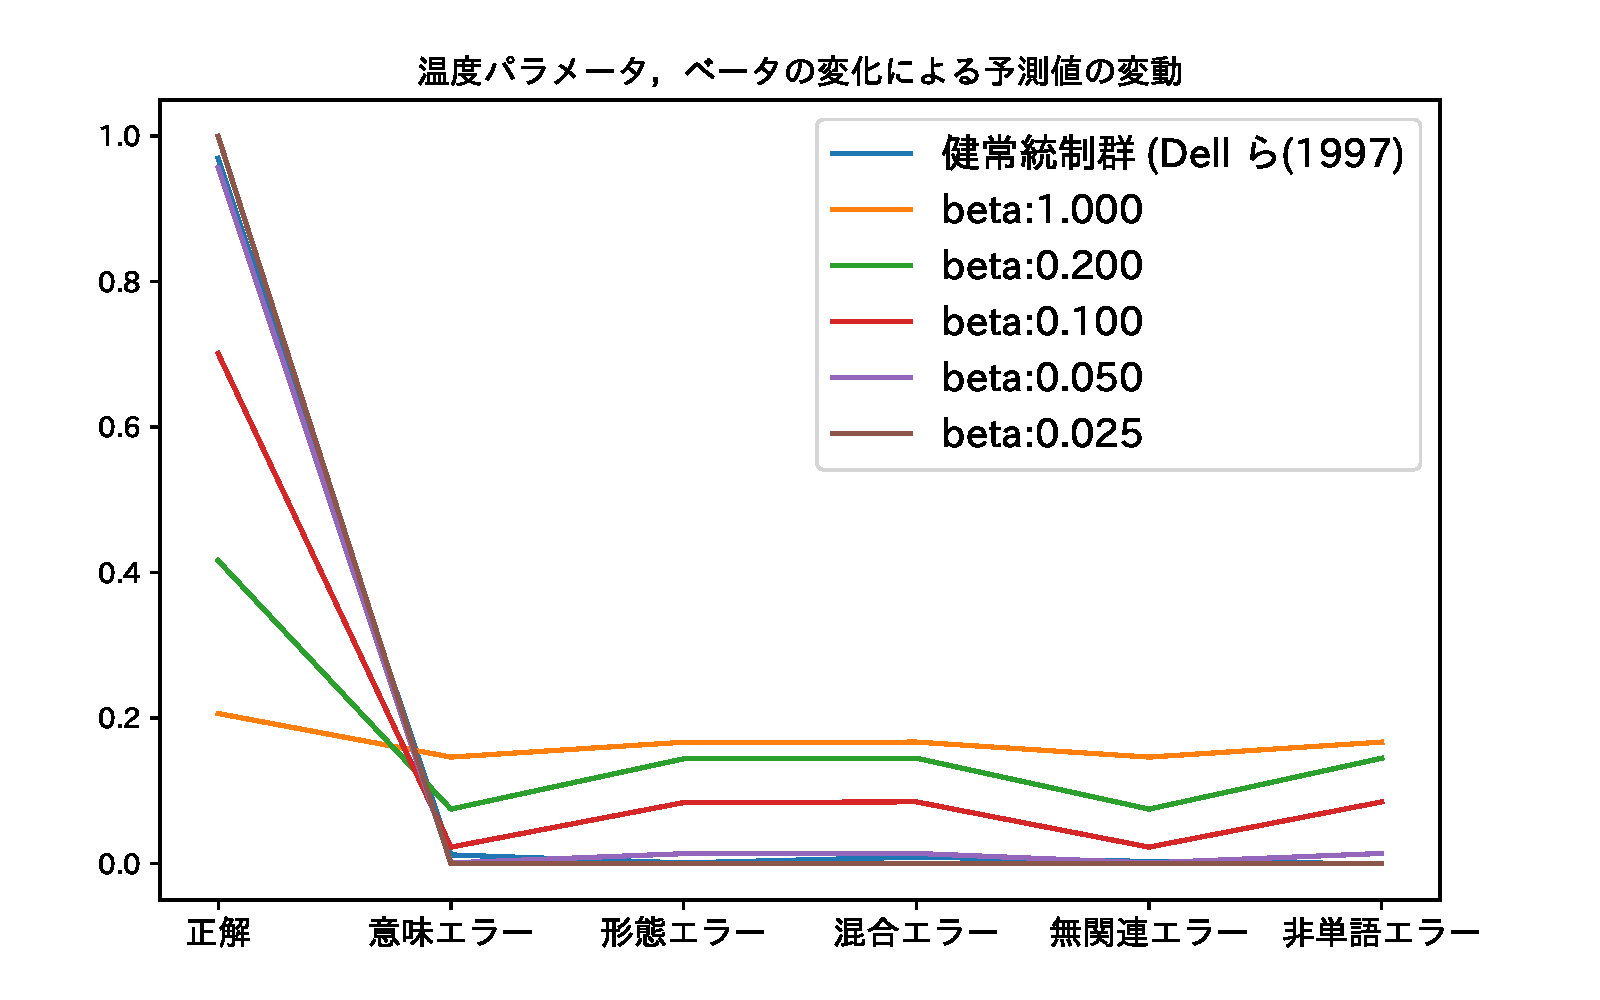 温度パラメータ，ベータの変化による予測値の変動
健常統制群 (Dell ら(1997)
beta:1.000
beta:0.200
beta:0.100
beta:0.050
beta:0.025
1.0
0.8
0.6
0.4
0.2
0.0
正解 意味エラー 形態エラー 混合エラー 無関連エラー 非単語エラー